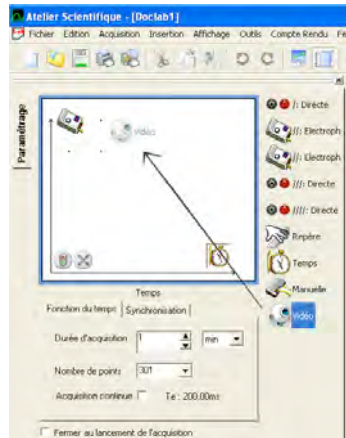 Atelier Scientifique - [Doclab1]
Fichier Edition Acquisition Insertion Affichage Outils Compte Rendu Fe
Paramétrage
Vidéo
/: Directe
//: Electroph
//: Electroph
///: Directe
////: Directe
Repère
Temps
Manuelle
Vidéo
Temps
Fonction du temps Synchronisation
Durée d'acquisition 1 min
Nombre de points 301
Acquisition continue Te : 200.00ms
Fermer au lancement de l'acquisition